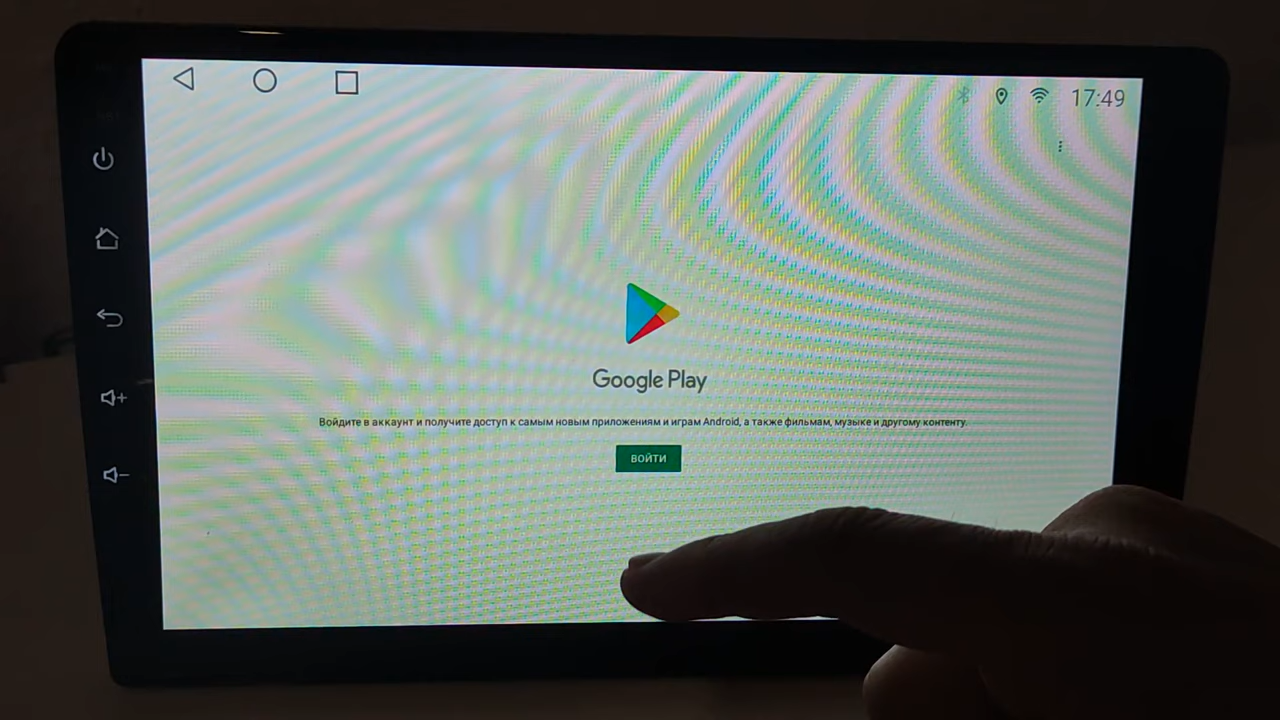 17:49
Google Play
Войдите в аккаунт и получите доступ к самым новым приложениям и играм Android, а также фильмам, музыке и другому контенту.
ВОЙТИ